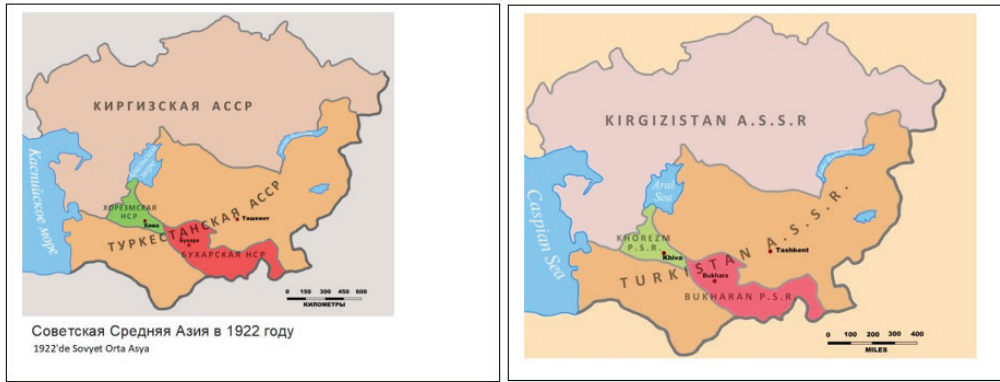 КИРГИЗСКАЯ АССР
Каспийское море
ХОРЕЗМСКАЯ
НСР
Хива
ТУРКЕСТАНСКАЯ АССР
Ташкент
Бухара
БУХАРСКАЯ НСР
0 150 300 450 600
КИЛОМЕТРЫ
Советская Средняя Азия в 1922 году
1922'de Sovyet Orta Asya
KIRGIZISTAN A.S.S.R
Caspian Sea
Aral
Sea
KHOREZM
P.S.R.
Khiva
TURKISTAN A.S.S.R.
Tashkent
Bukhara
BUKHARAN P.S.R.
0 100 200 300 400
MILES